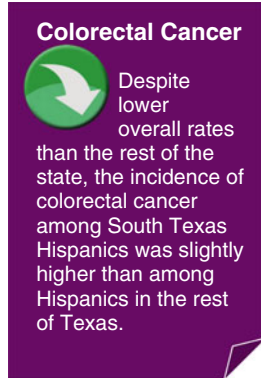 Colorectal Cancer
Despite
lower
overall rates
than the rest of the
state, the incidence of
colorectal cancer
among South Texas
Hispanics was slightly
higher than among
Hispanics in the rest
of Texas.